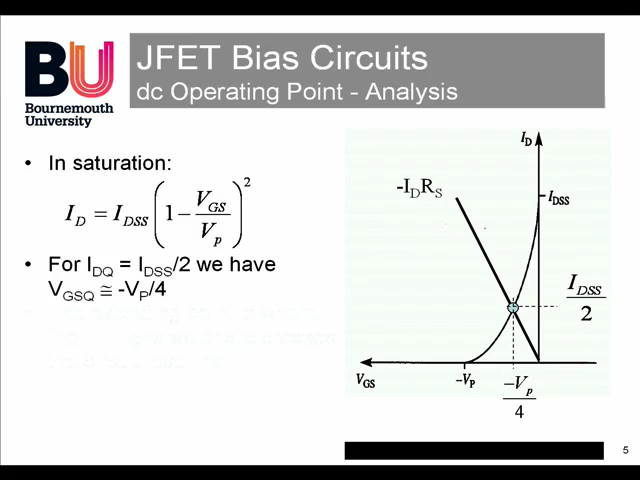 BU
Bournemouth
University
JFET Bias Circuits
dc Operating Point - Analysis
• In saturation:
I_D = I_DSS (1 - V_GS / V_p)^2
• For I_DQ = I_DSS/2 we have
V_GSQ ≅ -V_P/4
I_D
-I_D R_S
I_DSS
I_DSS / 2
V_GS
-V_P
-V_p / 4
5